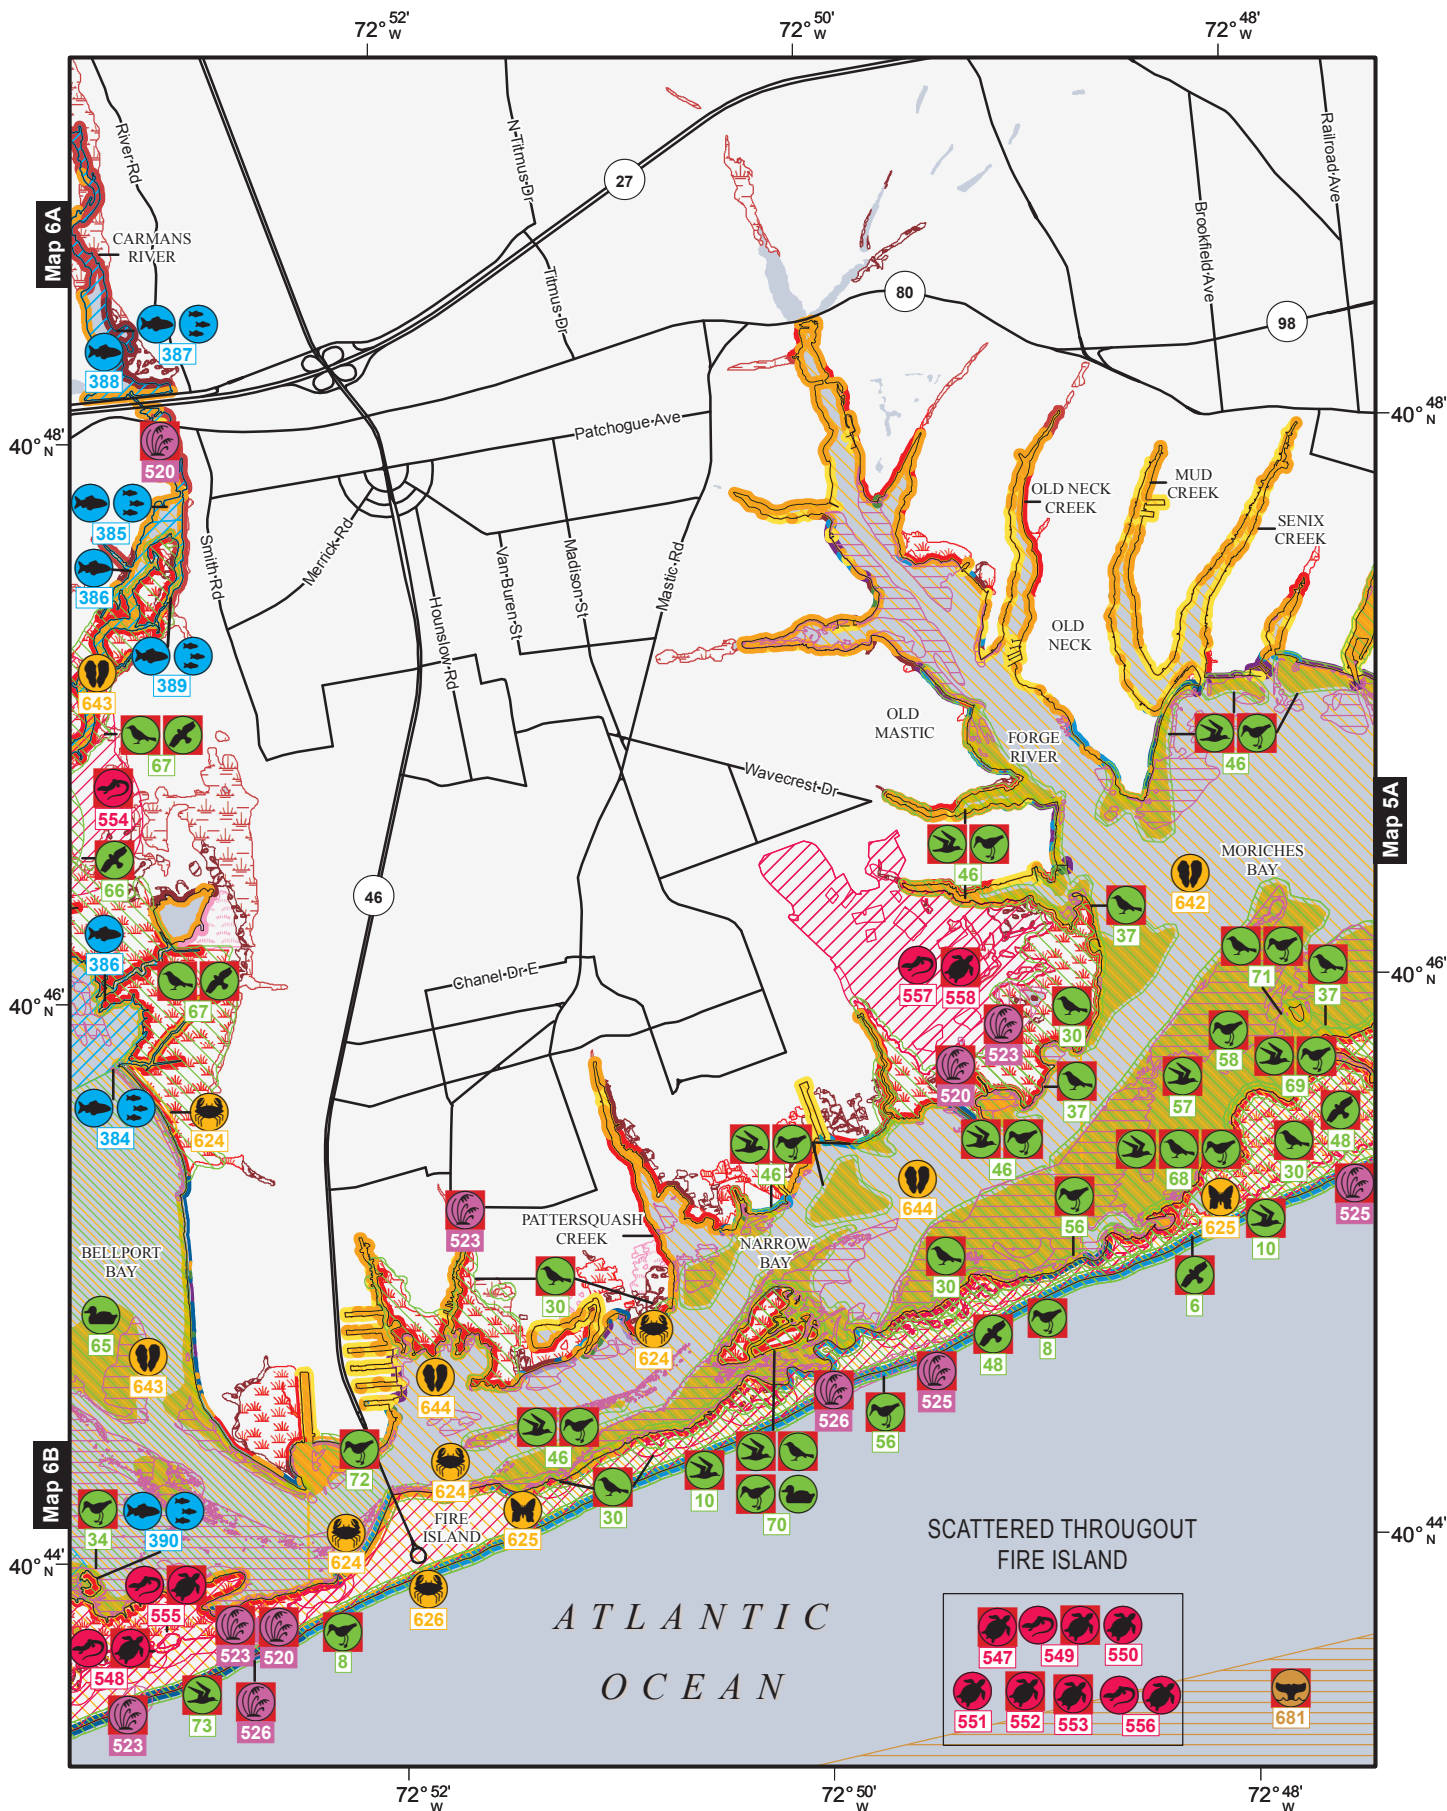 72° 52' W
72° 50' W
72° 48' W
Map 6A
River Rd
CARMANS
RIVER
N Titmus Dr
27
Titmus Dr
80
Railroad Ave
Brookfield Ave
98
387
388
40° 48' N
40° 48' N
Patchogue Ave
520
385
386
389
643
67
554
66
386
67
384
624
Smith Rd
Merrick Rd
Hounslow Rd
Van Buren St
Madison St
Mastic Rd
OLD NECK
CREEK
MUD
CREEK
SENIX
CREEK
OLD
NECK
OLD
MASTIC
FORGE
RIVER
46
Wavecrest Dr
Map 5A
46
MORICHES
BAY
46
642
37
Chanel Dr E
557
558
71
37
40° 46' N
40° 46' N
30
523
58
520
37
57
69
48
46
46
68
30
644
56
625
10
525
523
PATTERSQUASH
CREEK
NARROW
BAY
BELLPORT
BAY
30
30
6
65
643
624
48
8
644
526
56
525
Map 6B
72
46
624
10
70
34
390
624
FIRE
ISLAND
625
30
SCATTERED THROUGOUT
FIRE ISLAND
40° 44' N
40° 44' N
555
626
548
523
520
8
ATLANTIC
OCEAN
547
549
550
551
552
553
556
681
523
73
526
72° 52' W
72° 50' W
72° 48' W